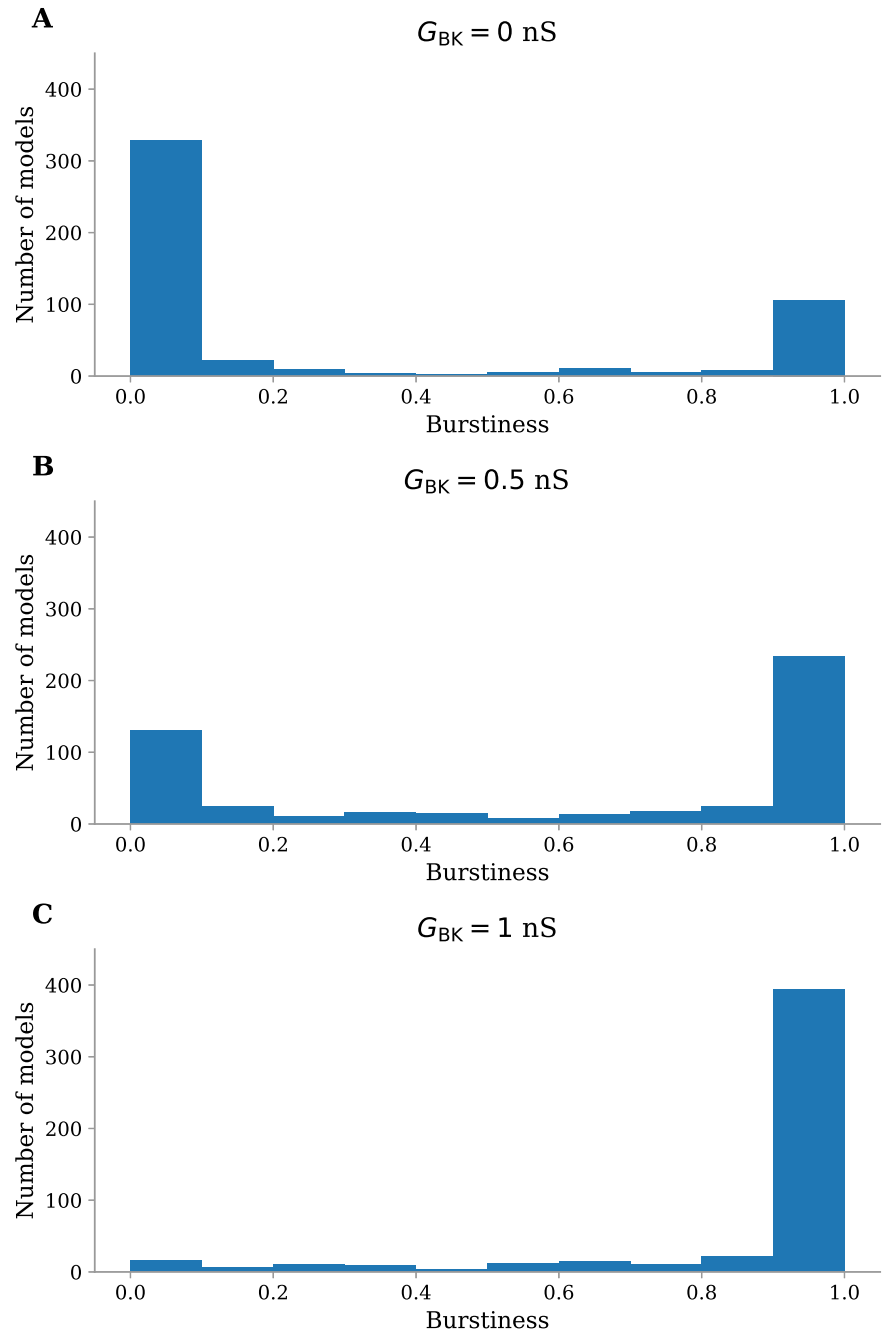 A
G_BK = 0 nS
Number of models
400
300
200
100
0
0.0 0.2 0.4 0.6 0.8 1.0
Burstiness
B
G_BK = 0.5 nS
Number of models
400
300
200
100
0
0.0 0.2 0.4 0.6 0.8 1.0
Burstiness
C
G_BK = 1 nS
Number of models
400
300
200
100
0
0.0 0.2 0.4 0.6 0.8 1.0
Burstiness